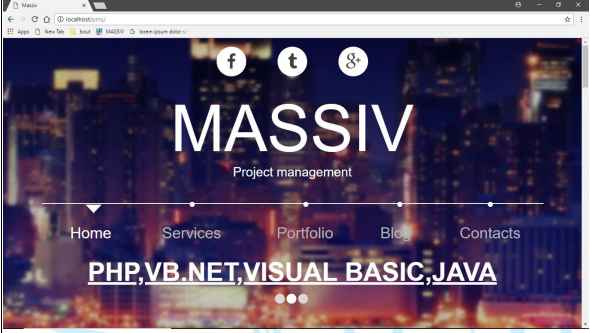 Massiv
localhost/pms/
Apps New Tab bout MASSIV G lorem ipsum dolor si
f t g+
MASSIV
Project management
Home Services Portfolio Blog Contacts
PHP,VB.NET,VISUAL BASIC,JAVA